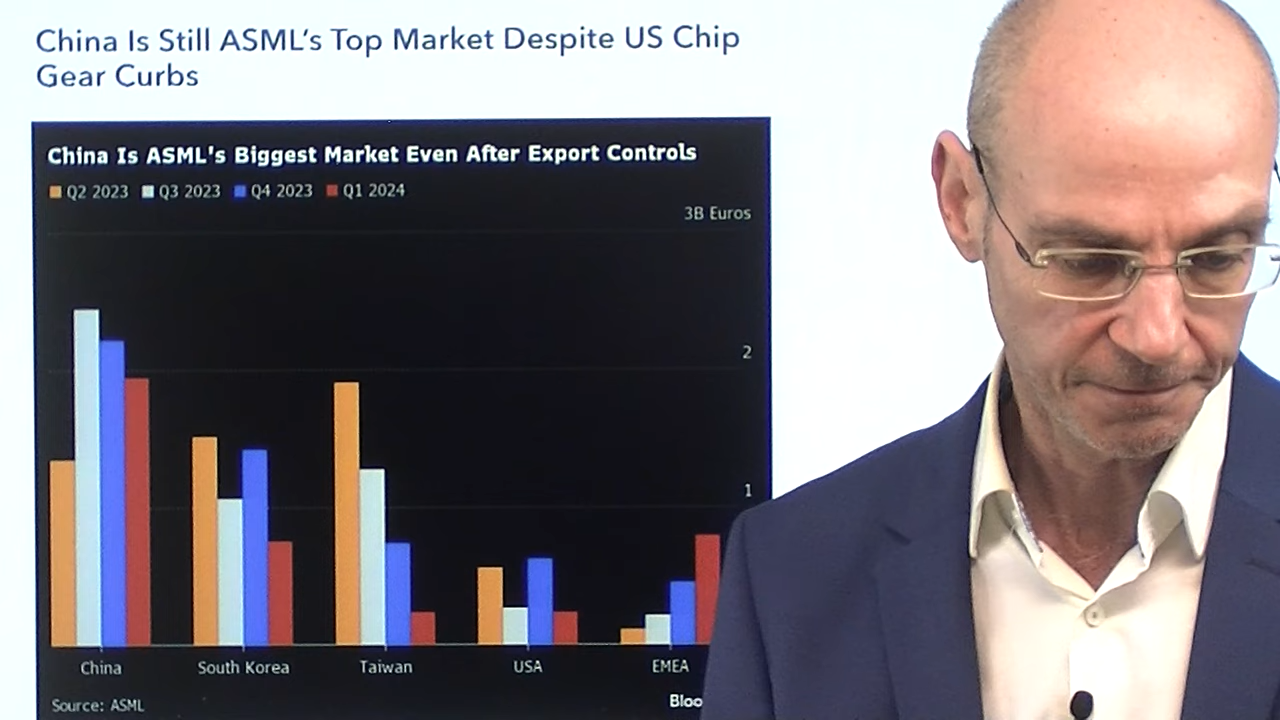 China Is Still ASML’s Top Market Despite US Chip
Gear Curbs
China Is ASML's Biggest Market Even After Export Controls
Q2 2023 Q3 2023 Q4 2023 Q1 2024
3B Euros
2
1
China South Korea Taiwan USA EMEA
Source: ASML
Bloo